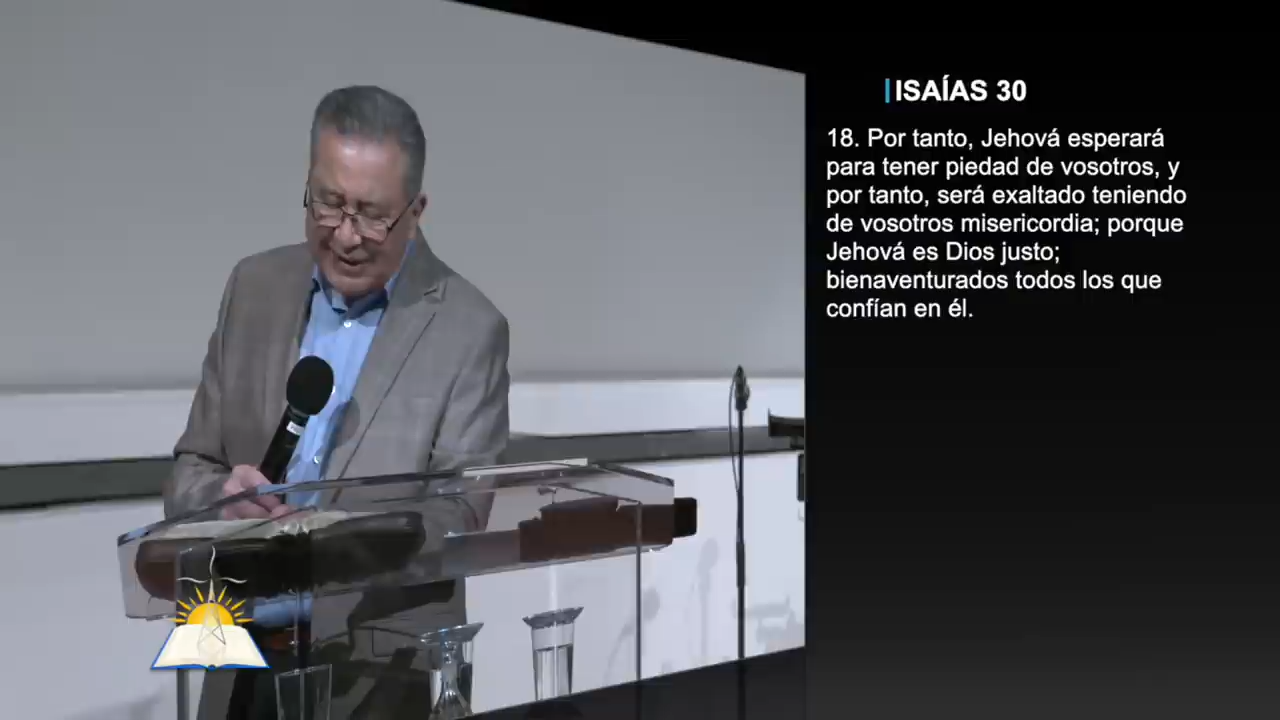 ISAÍAS 30
18. Por tanto, Jehová esperará
para tener piedad de vosotros, y
por tanto, será exaltado teniendo
de vosotros misericordia; porque
Jehová es Dios justo;
bienaventurados todos los que
confían en él.